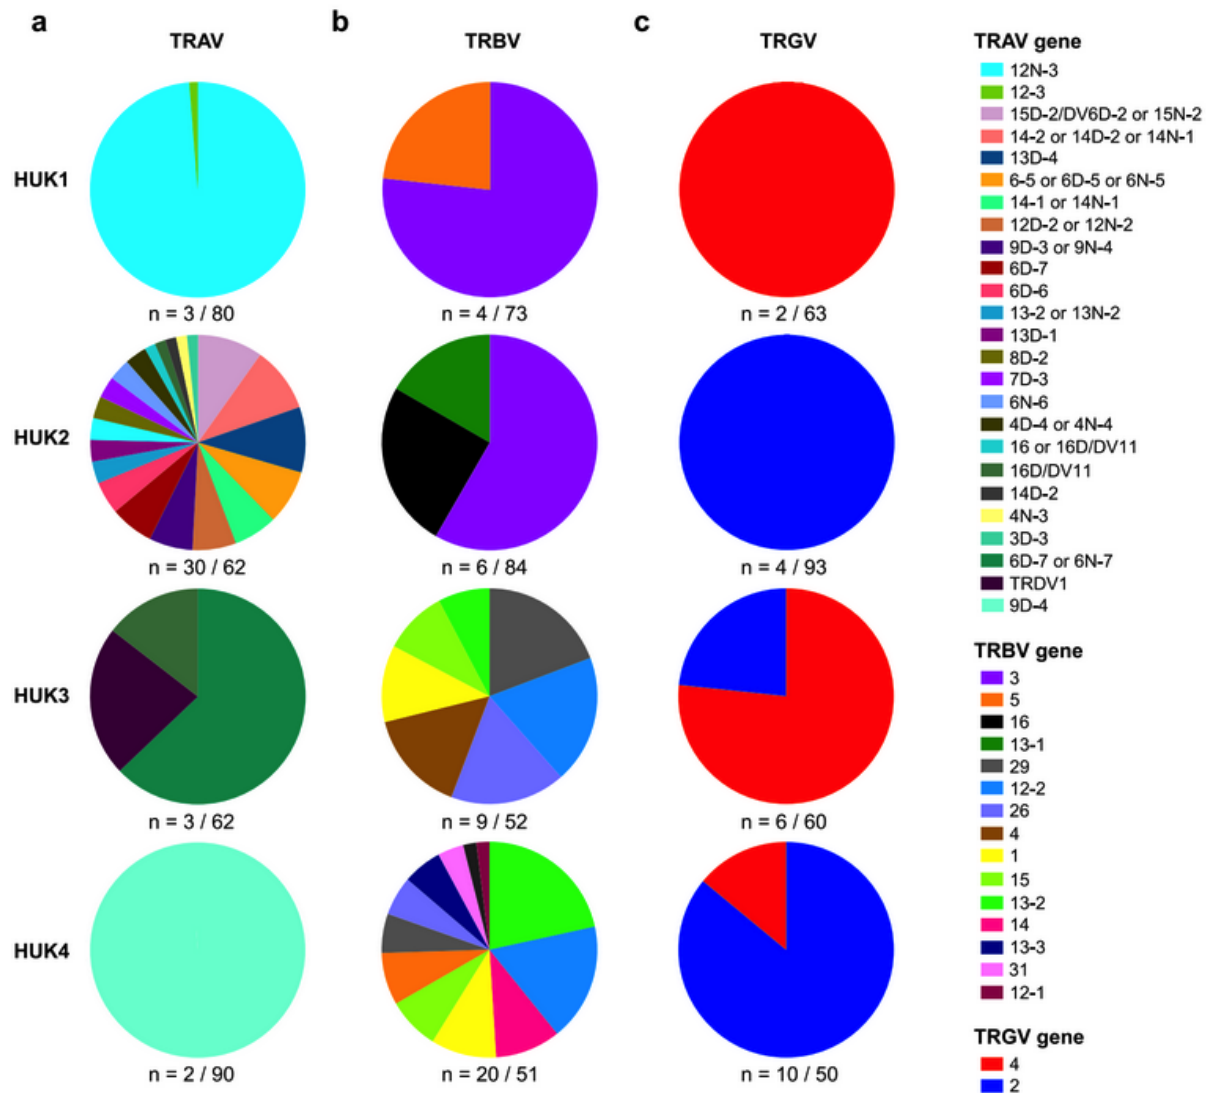 a
b
c
TRAV
TRBV
TRGV
HUK1
n = 3 / 80
n = 4 / 73
n = 2 / 63
HUK2
n = 30 / 62
n = 6 / 84
n = 4 / 93
HUK3
n = 3 / 62
n = 9 / 52
n = 6 / 60
HUK4
n = 2 / 90
n = 20 / 51
n = 10 / 50
TRAV gene
12N-3
12-3
15D-2/DV6D-2 or 15N-2
14-2 or 14D-2 or 14N-1
13D-4
6-5 or 6D-5 or 6N-5
14-1 or 14N-1
12D-2 or 12N-2
9D-3 or 9N-4
6D-7
6D-6
13-2 or 13N-2
13D-1
8D-2
7D-3
6N-6
4D-4 or 4N-4
16 or 16D/DV11
16D/DV11
14D-2
4N-3
3D-3
6D-7 or 6N-7
TRDV1
9D-4
TRBV gene
3
5
16
13-1
29
12-2
26
4
1
15
13-2
14
13-3
31
12-1
TRGV gene
4
2